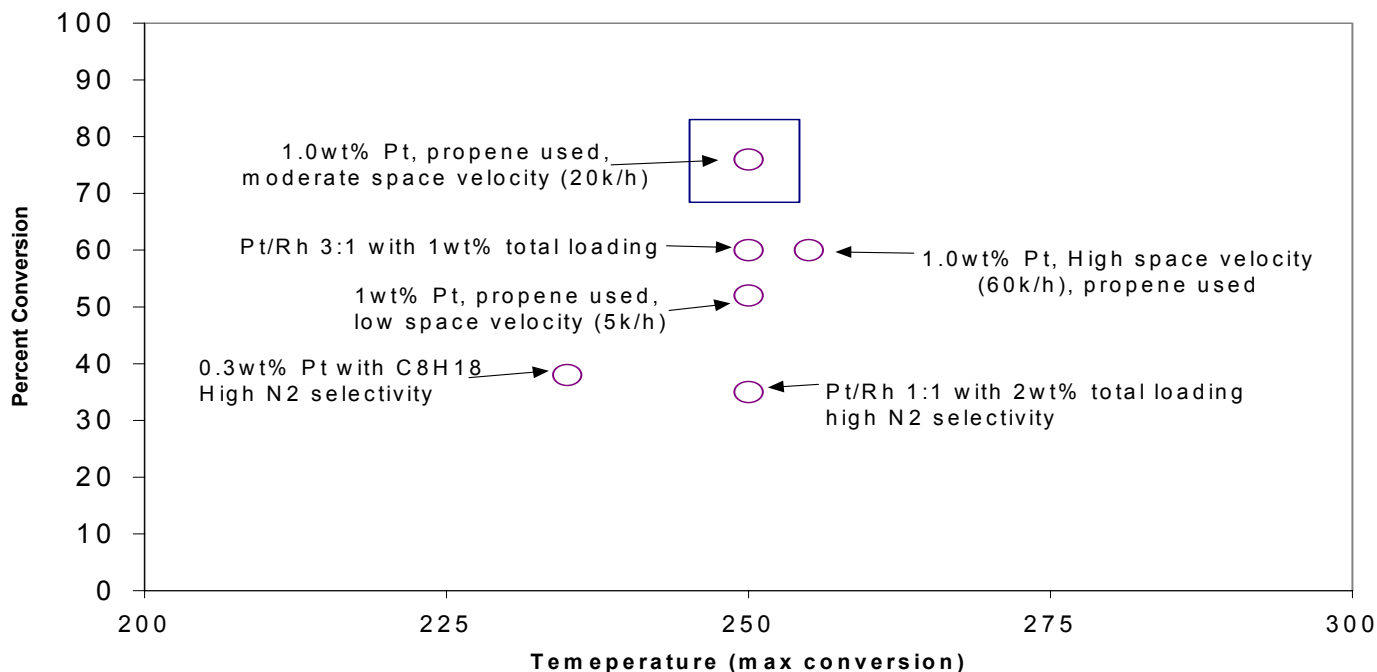 100
90
80
70
60
50
40
30
20
10
0
Percent Conversion
1.0wt% Pt, propene used,
moderate space velocity (20k/h)
Pt/Rh 3:1 with 1wt% total loading
1.0wt% Pt, High space velocity
(60k/h), propene used
1wt% Pt, propene used,
low space velocity (5k/h)
0.3wt% Pt with C8H18
High N2 selectivity
Pt/Rh 1:1 with 2wt% total loading
high N2 selectivity
200
225
250
275
300
Temeperature (max conversion)